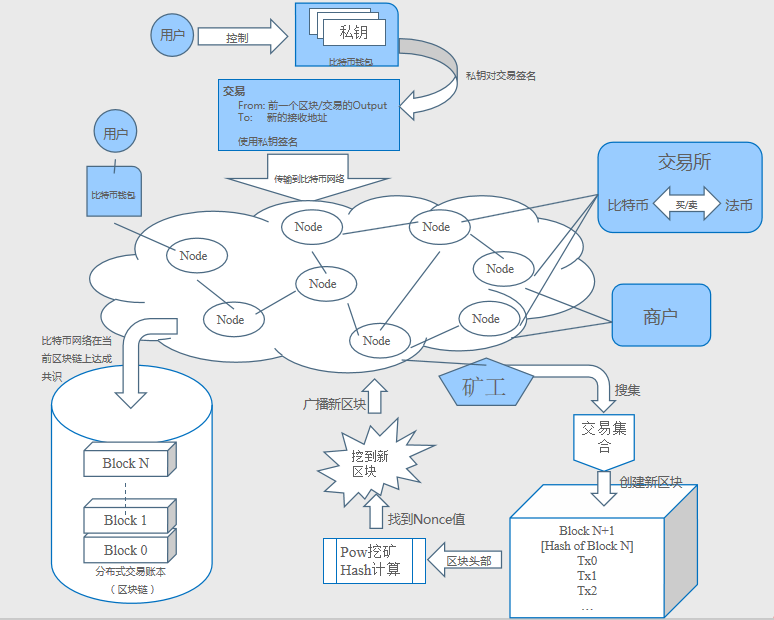 用户
控制
私钥
比特币钱包
私钥对交易签名
交易
From: 前一个区块/交易的Output
To: 新的接收地址
使用私钥签名
用户
比特币钱包
传输到比特币网络
交易所
比特币
买/卖
法币
商户
Node
Node
Node
Node
Node
Node
Node
Node
比特币网络在当
前区块链上达成
共识
矿工
搜集
交易集
合
创建新区块
Block N+1
[Hash of Block N]
Tx0
Tx1
Tx2
…
区块头部
Pow挖矿
Hash计算
找到Nonce值
挖到新
区块
广播新区块
Block N
Block 1
Block 0
分布式交易账本
（区块链）